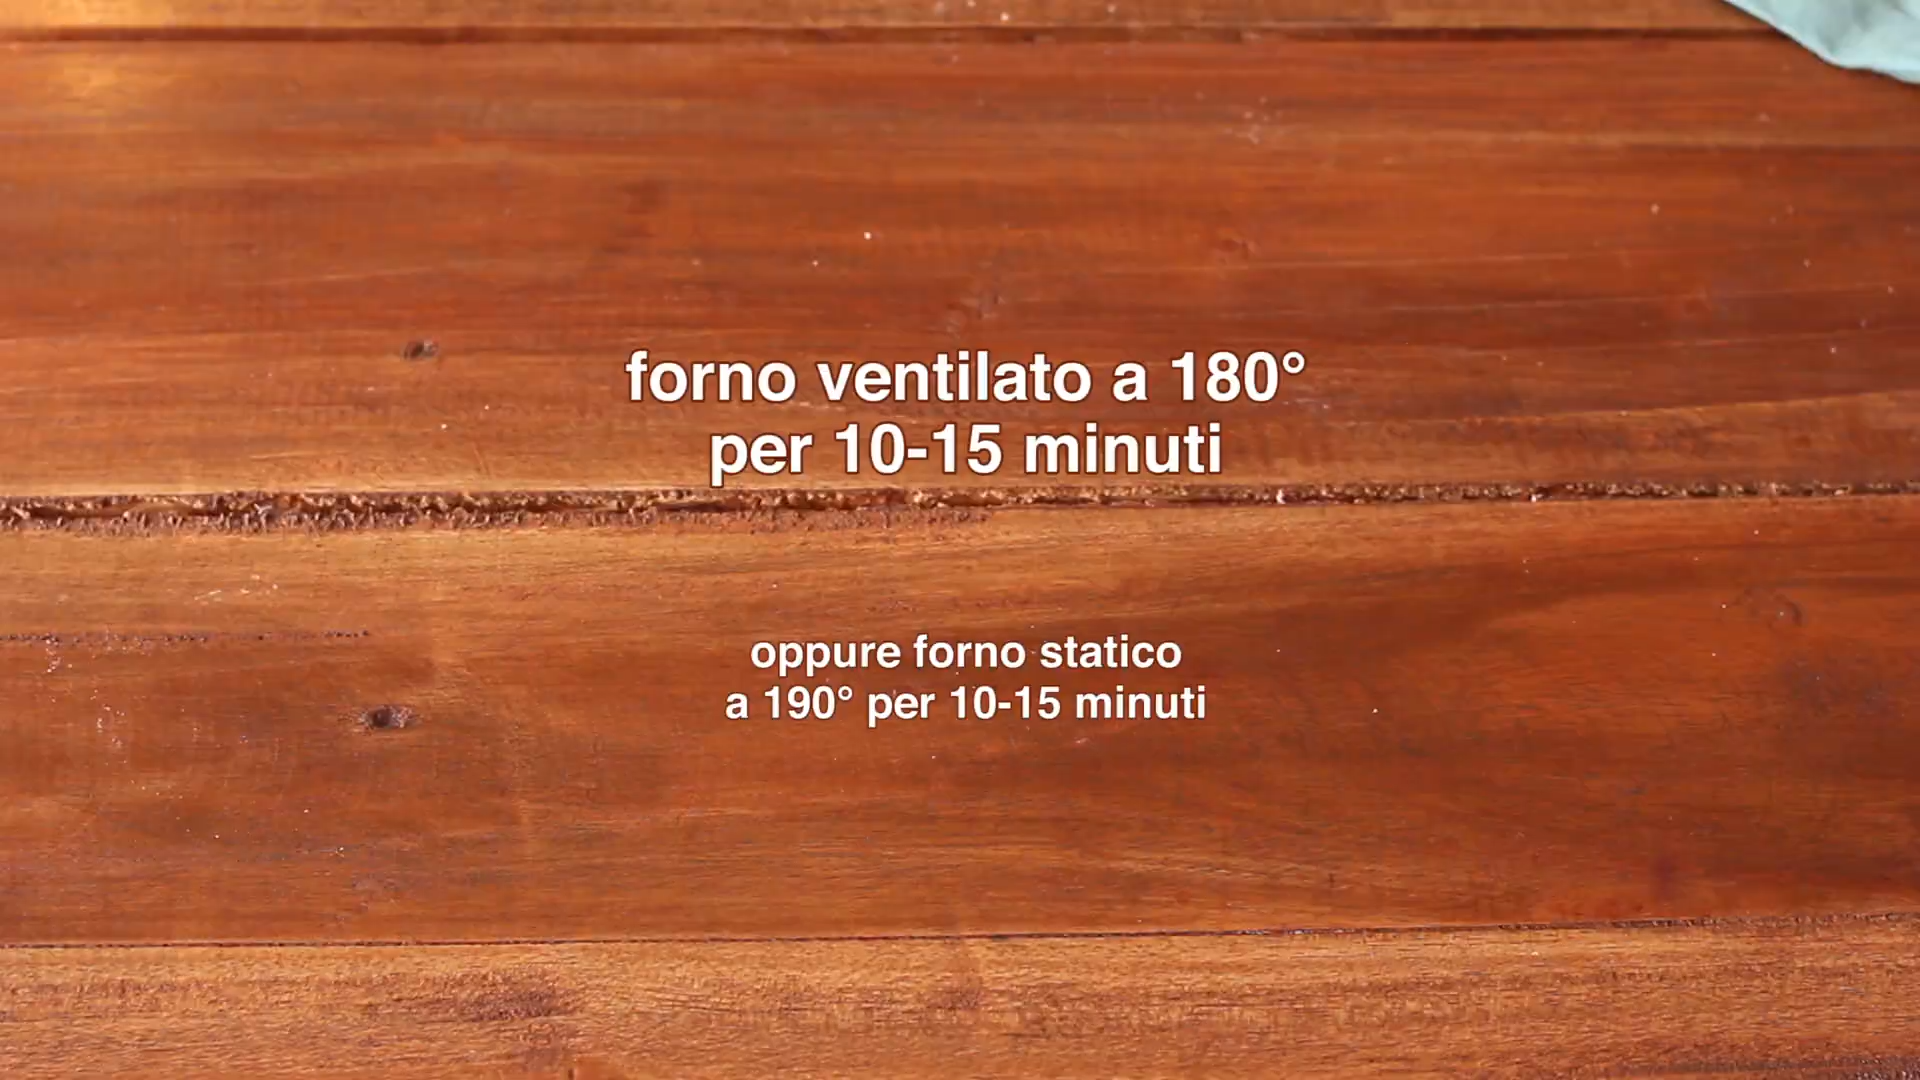 forno ventilato a 180°
per 10-15 minuti
oppure forno statico
a 190° per 10-15 minuti